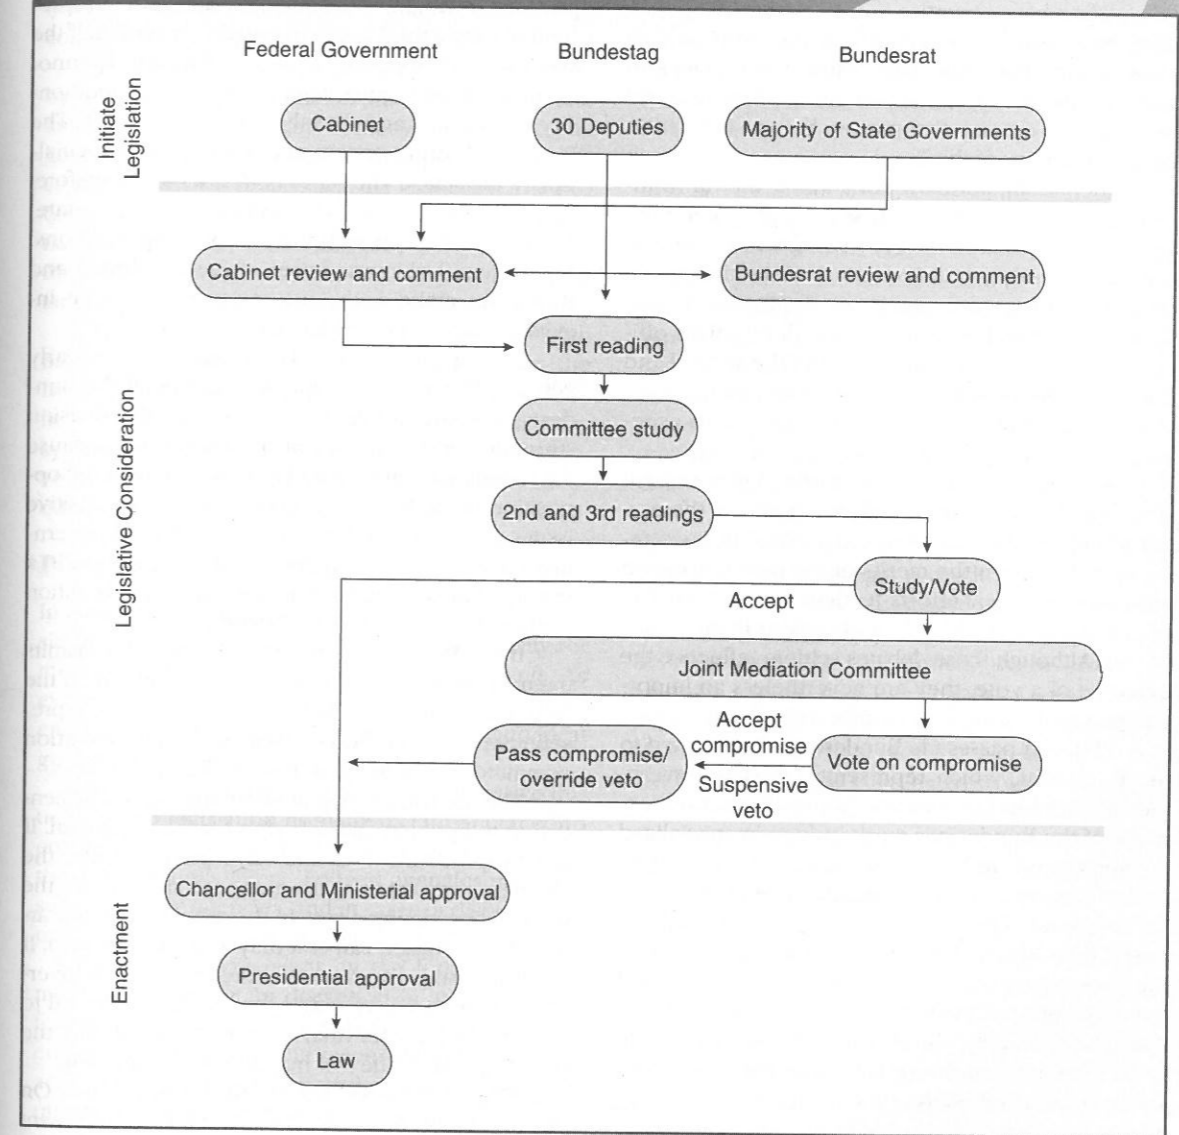 Federal Government
Bundestag
Bundesrat
Initiate
Legislation
Cabinet
30 Deputies
Majority of State Governments
Cabinet review and comment
Bundesrat review and comment
First reading
Legislative Consideration
Committee study
2nd and 3rd readings
Study/Vote
Accept
Joint Mediation Committee
Accept
compromise
Pass compromise/
override veto
Vote on compromise
Suspensive
veto
Enactment
Chancellor and Ministerial approval
Presidential approval
Law